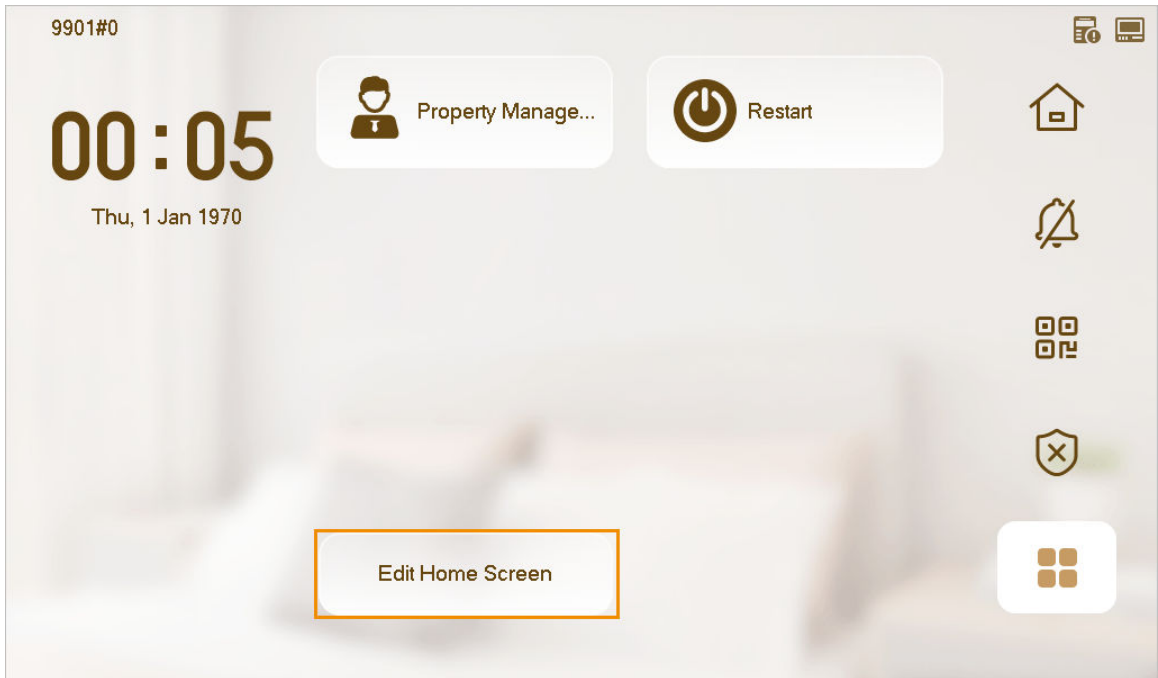 9901#0
00:05
Thu, 1 Jan 1970
Property Manage...
Restart
Edit Home Screen